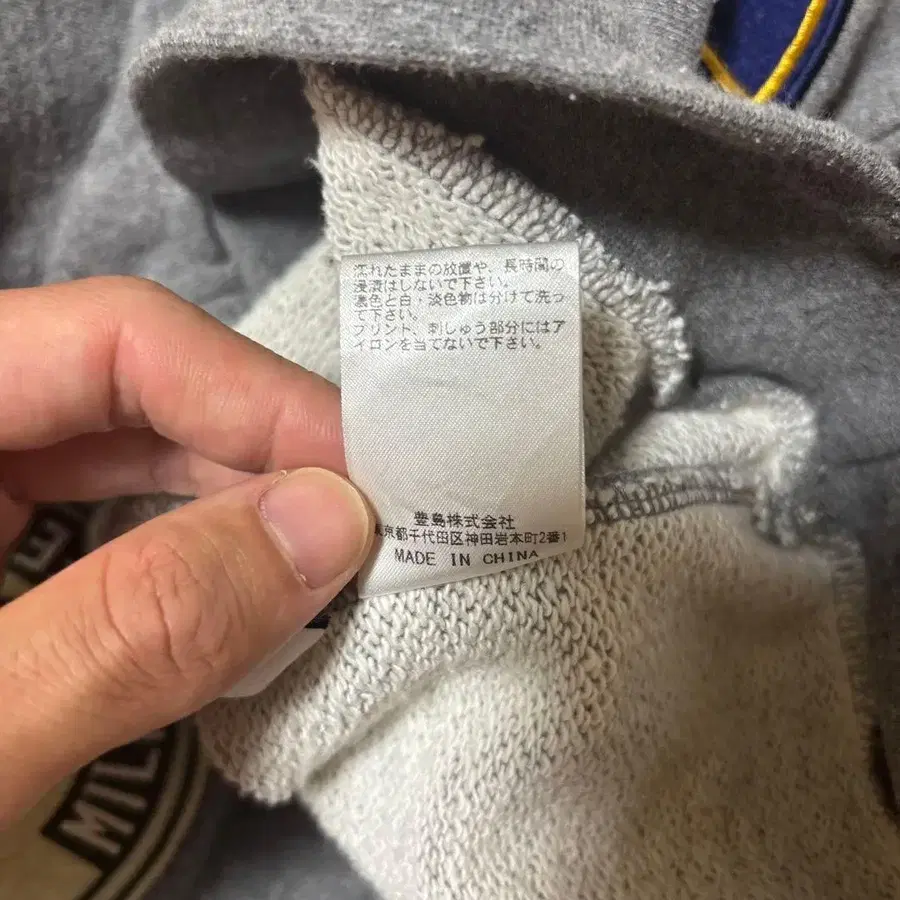 濡れたままの放置や、長時間の
浸漬はしないで下さい。
濃色と白・淡色物は分けて洗っ
て下さい。
プリント、刺しゅう部分にはア
イロンを当てないで下さい。
豊島株式会社
京都千代田区神田岩本町2番1
MADE IN CHINA
MIL